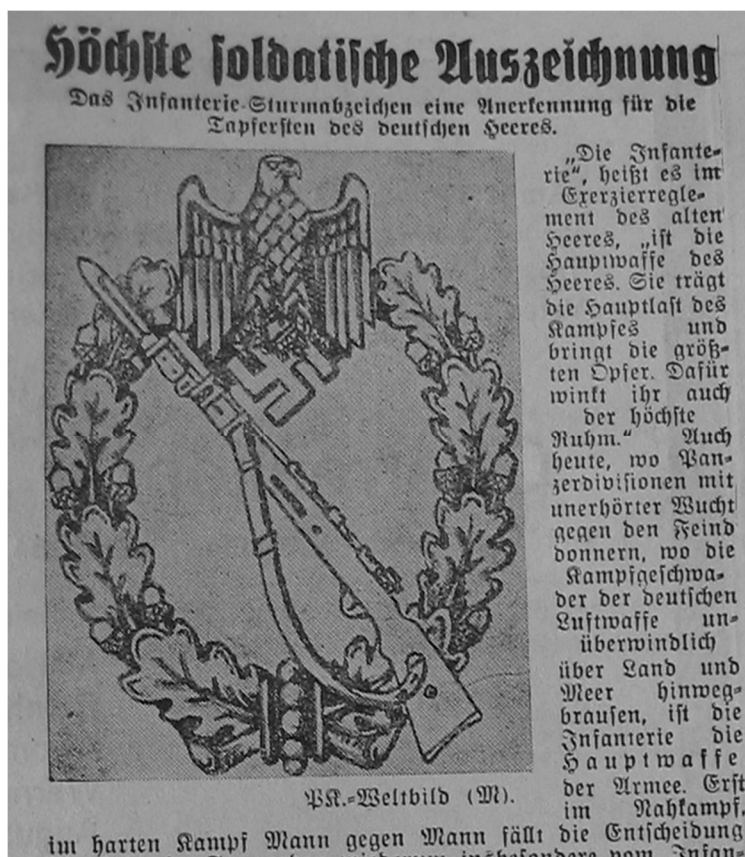 Höchste soldatische Auszeichnung
Das Infanterie-Sturmabzeichen eine Anerkennung für die
Tapfersten des deutschen Heeres.
„Die Infante-
rie“, heißt es im
Exerzierregle-
ment des alten
Heeres, „ist die
Hauptwaffe des
Heeres. Sie trägt
die Hauptlast des
Kampfes und
bringt die größ-
ten Opfer. Dafür
winkt ihr auch
der höchste
Ruhm.“ Auch
heute, wo Pan-
zerdivisionen mit
unerhörter Wucht
gegen den Feind
donnern, wo die
Kampfgeschwa-
der der deutschen
Luftwaffe un-
überwindlich
über Land und
Meer hinweg-
brausen, ist die
Infanterie die
Hauptwaffe
der Armee. Erst
im Nahkampf,
PK.-Weltbild (M).
im harten Kampf Mann gegen Mann fällt die Entscheidung
insbesondere vom Infan-